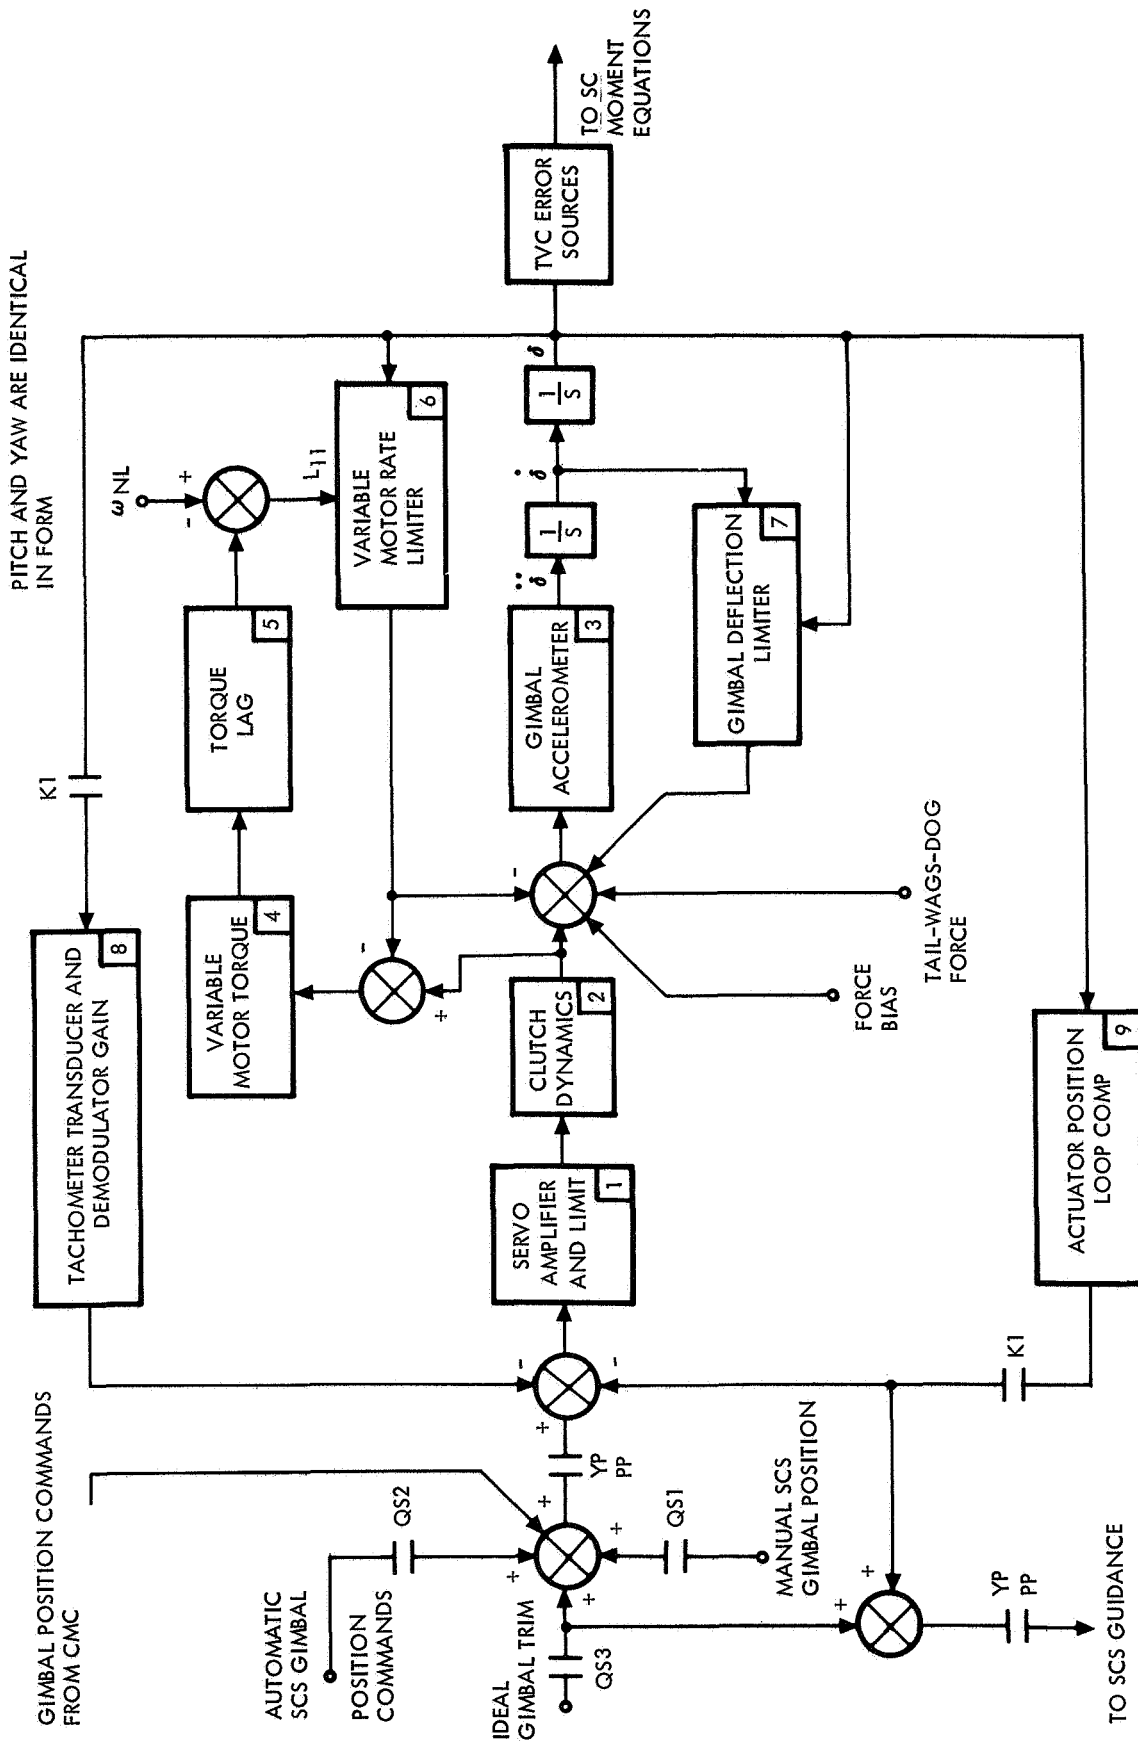 PITCH AND YAW ARE IDENTICAL
IN FORM
GIMBAL POSITION COMMANDS
FROM CMC
K1
TACHOMETER TRANSDUCER AND
DEMODULATOR GAIN
8
AUTOMATIC
SCS GIMBAL
POSITION
COMMANDS
QS2
VARIABLE
MOTOR TORQUE
4
TORQUE
LAG
5
ω NL
-
+
L11
VARIABLE
MOTOR RATE
LIMITER
6
-
+
IDEAL
GIMBAL TRIM
QS3
+
+
+
+
YP
PP
+
-
-
SERVO
AMPLIFIER
AND LIMIT
1
CLUTCH
DYNAMICS
2
-
GIMBAL
ACCELEROMETER
3
δ̈
1
S
δ̇
1
S
δ
TVC ERROR
SOURCES
TO SC
MOMENT
EQUATIONS
QS1
MANUAL SCS
GIMBAL POSITION
GIMBAL DEFLECTION
LIMITER
7
FORCE
BIAS
TAIL-WAGS-DOG
FORCE
+
+
YP
PP
TO SCS GUIDANCE
K1
ACTUATOR POSITION
LOOP COMP
9